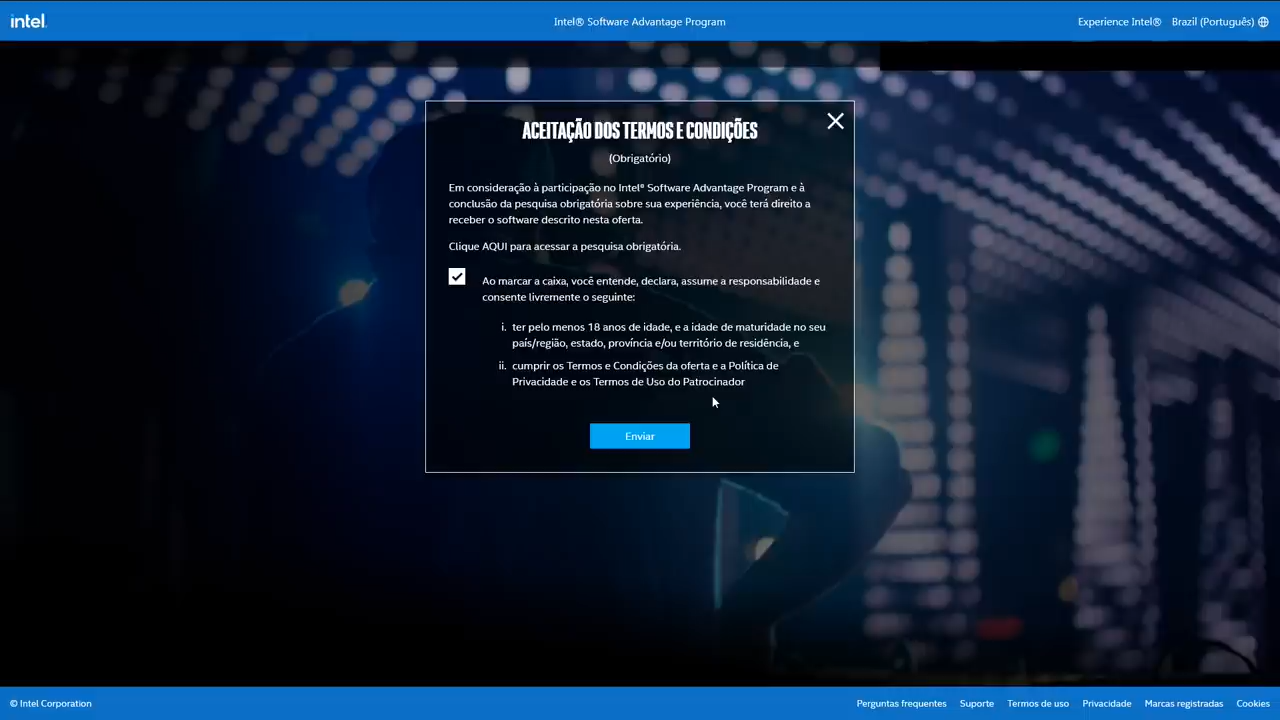 intel.
Intel® Software Advantage Program
Experience Intel®
Brazil (Português)
ACEITAÇÃO DOS TERMOS E CONDIÇÕES
(Obrigatório)
Em consideração à participação no Intel® Software Advantage Program e à
conclusão da pesquisa obrigatória sobre sua experiência, você terá direito a
receber o software descrito nesta oferta.
Clique AQUI para acessar a pesquisa obrigatória.
Ao marcar a caixa, você entende, declara, assume a responsabilidade e
consente livremente o seguinte:
i. ter pelo menos 18 anos de idade, e a idade de maturidade no seu
país/região, estado, província e/ou território de residência, e
ii. cumprir os Termos e Condições da oferta e a Política de
Privacidade e os Termos de Uso do Patrocinador
Enviar
© Intel Corporation
Perguntas frequentes
Suporte
Termos de uso
Privacidade
Marcas registradas
Cookies